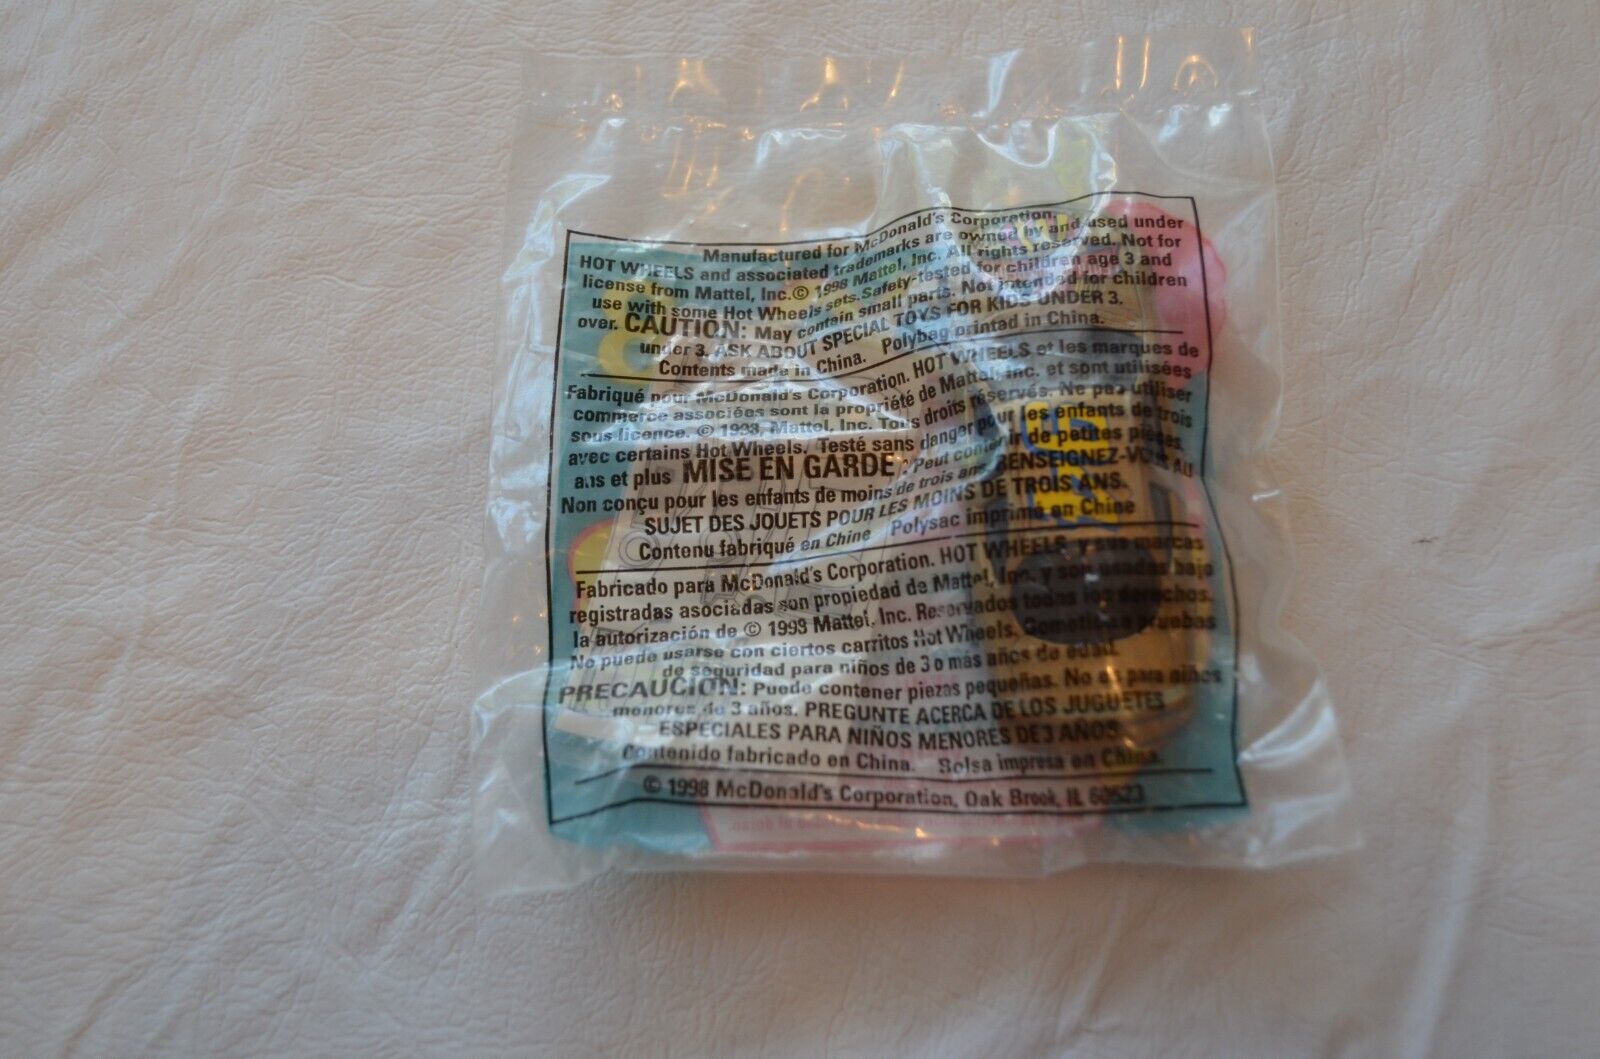 Manufactured for McDonald's Corporation.
HOT WHEELS and associated trademarks are owned by and used under
license from Mattel, Inc.© 1998 Mattel, Inc. All rights reserved. Not for
use with some Hot Wheels sets. Safety-tested for children age 3 and
over. CAUTION: May contain small parts. Not intended for children
under 3. ASK ABOUT SPECIAL TOYS FOR KIDS UNDER 3.
Contents made in China. Polybag printed in China.
Fabriqué pour McDonald's Corporation. HOT WHEELS et les marques de
commerce associées sont la propriété de Mattel, Inc. et sont utilisées
sous licence. © 1998, Mattel, Inc. Tous droits réservés. Ne pas utiliser
avec certains Hot Wheels. Testé sans danger pour les enfants de trois
ans et plus MISE EN GARDE : Peut contenir de petites pièces.
Non conçu pour les enfants de moins de trois ans. RENSEIGNEZ-VOUS AU
SUJET DES JOUETS POUR LES MOINS DE TROIS ANS.
Contenu fabriqué en Chine Polysac imprimé en Chine
Fabricado para McDonald's Corporation. HOT WHEELS, y sus marcas
registradas asociadas son propiedad de Mattel, Inc. y son usadas bajo
la autorización de © 1998 Mattel, Inc. Reservados todos los derechos.
No puede usarse con ciertos carritos Hot Wheels. Sometido a pruebas
de seguridad para niños de 3 o más años de edad.
PRECAUCION: Puede contener piezas pequeñas. No es para niños
menores de 3 años. PREGUNTE ACERCA DE LOS JUGUETES
ESPECIALES PARA NIÑOS MENORES DE 3 AÑOS
Contenido fabricado en China. Bolsa impresa en China.
© 1998 McDonald's Corporation, Oak Brook, IL 60523